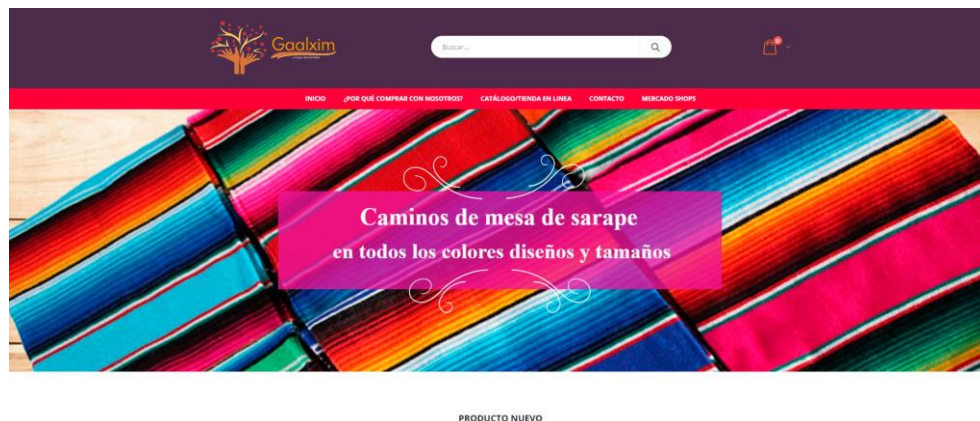 Gaalxim
Buscar...
0
INICIO ¿POR QUÉ COMPRAR CON NOSOTROS? CATÁLOGO/TIENDA EN LINEA CONTACTO MERCADO SHOPS
Caminos de mesa de sarape
en todos los colores diseños y tamaños
PRODUCTO NUEVO